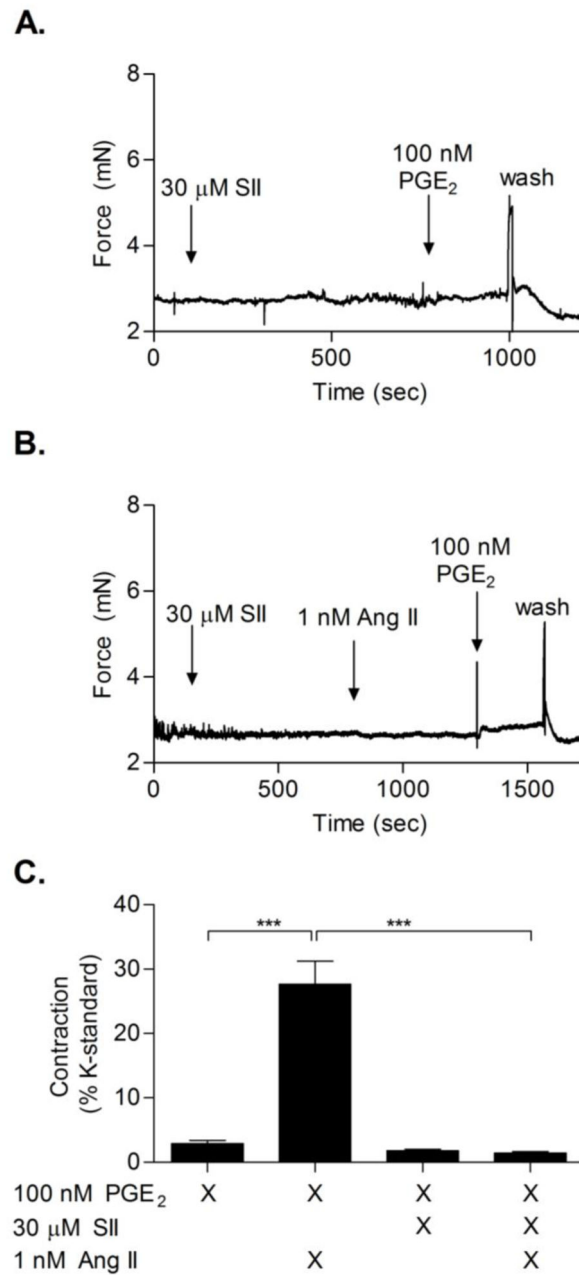 A.
8
6
4
2
Force (mN)
30 μM SII
100 nM
PGE₂
wash
0 500 1000
Time (sec)
B.
8
6
4
2
Force (mN)
30 μM SII
1 nM Ang II
100 nM
PGE₂
wash
0 500 1000 1500
Time (sec)
C.
40
30
20
10
0
Contraction
(% K-standard)
*** ***
100 nM PGE₂ X X X X
30 μM SII X X
1 nM Ang II X X